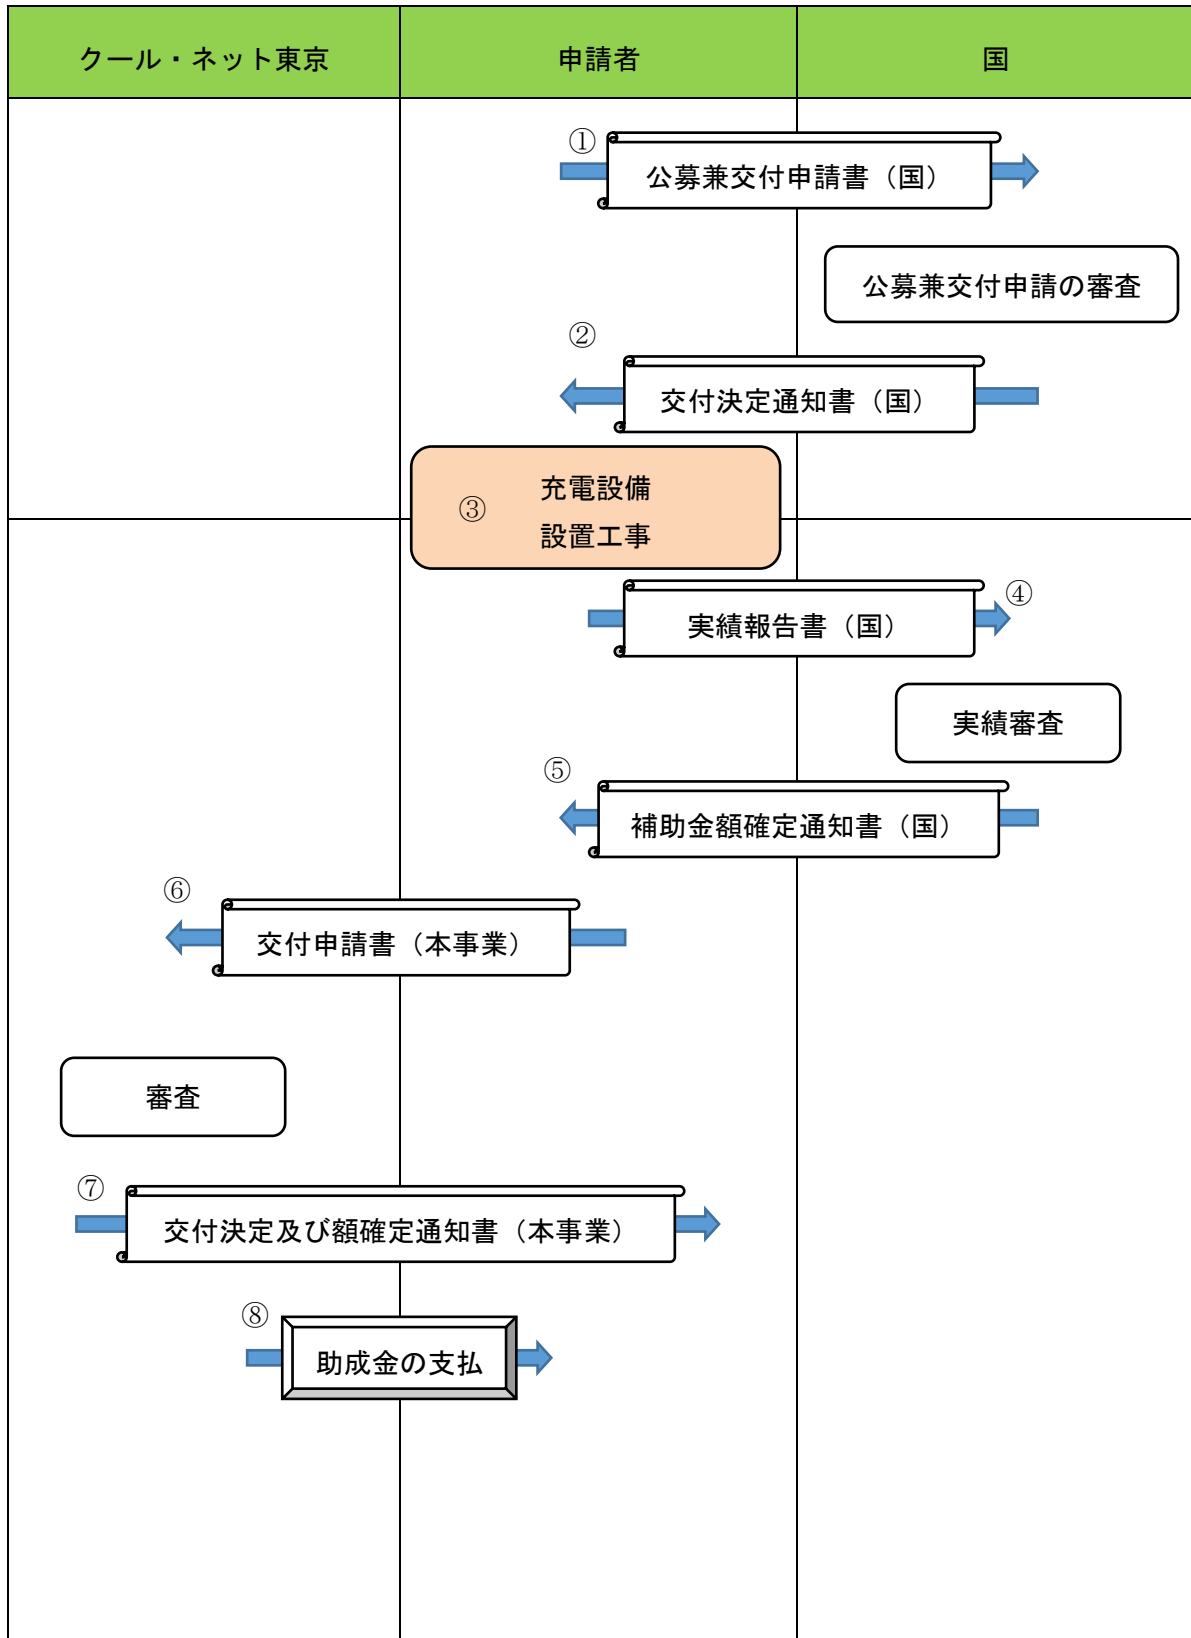 クール・ネット東京
申請者
国
①
公募兼交付申請書（国）
公募兼交付申請の審査
②
交付決定通知書（国）
③
充電設備
設置工事
④
実績報告書（国）
実績審査
⑤
補助金額確定通知書（国）
⑥
交付申請書（本事業）
審査
⑦
交付決定及び額確定通知書（本事業）
⑧
助成金の支払